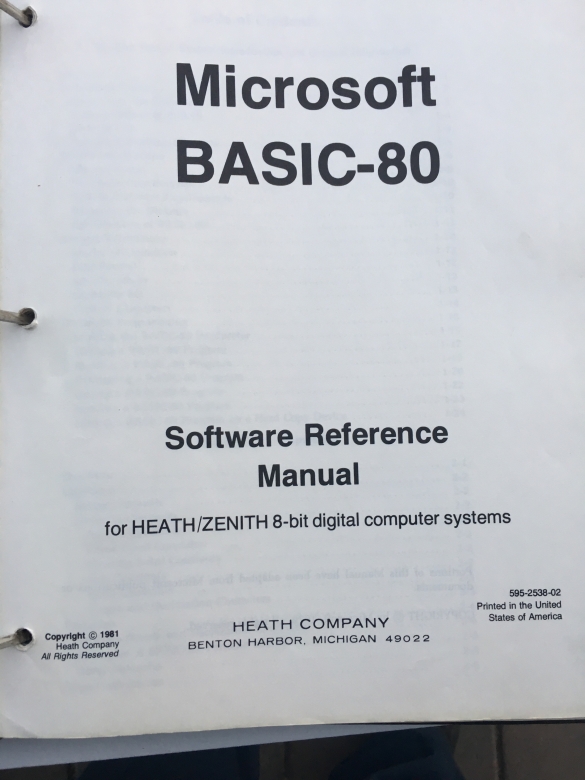 Microsoft
BASIC-80
Software Reference
Manual
for HEATH/ZENITH 8-bit digital computer systems
595-2538-02
Printed in the United
States of America
HEATH COMPANY
BENTON HARBOR, MICHIGAN 49022
Copyright © 1981
Heath Company
All Rights Reserved